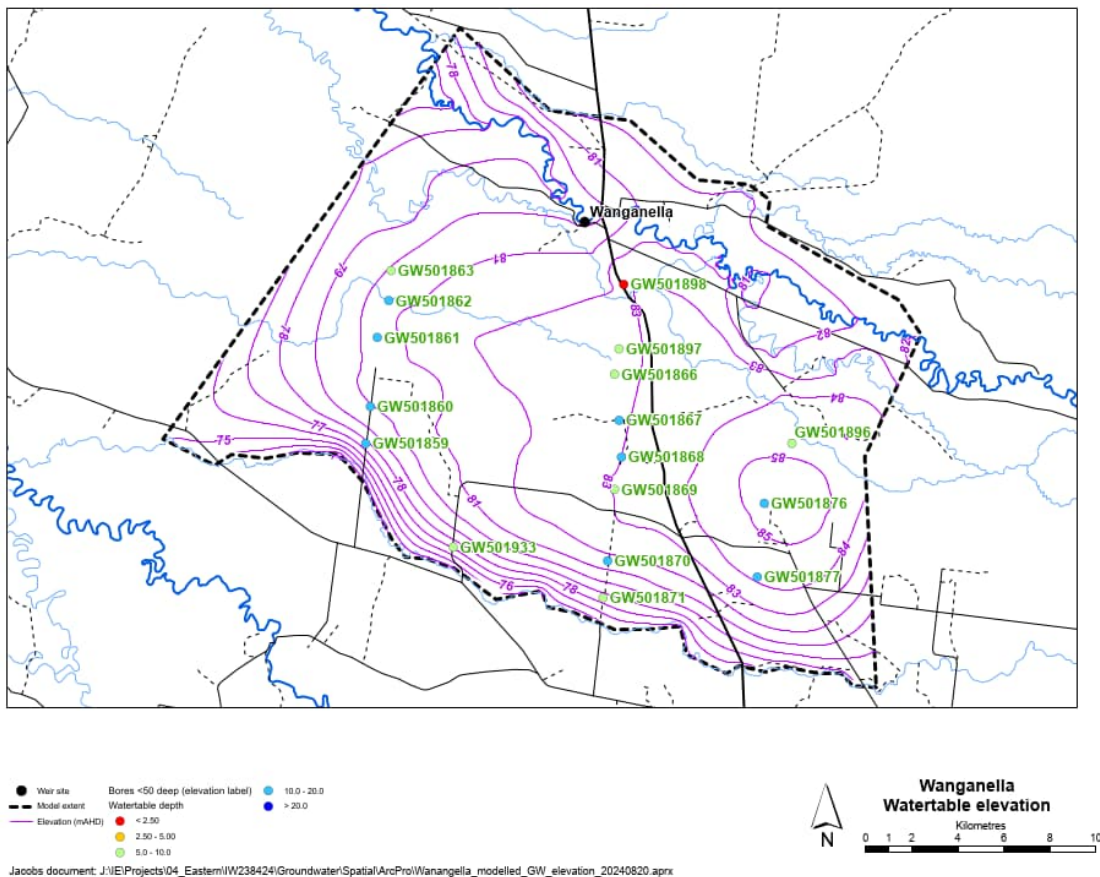 78
81
Wanganella
81
79
GW501863
GW501862
GW501898
81
83
78
GW501861
82
82
GW501897
83
GW501866
84
GW501860
GW501867
77
75
GW501859
GW501896
GW501868
85
78
83
GW501869
81
GW501876
85
GW501933
84
GW501870
GW501877
76
78
83
GW501871
Weir site
Model extent
Elevation (mAHD)
Bores <50 deep (elevation label)
Watertable depth
< 2.50
2.50 - 5.00
5.0 - 10.0
10.0 - 20.0
> 20.0
N
Wanganella
Watertable elevation
Kilometres
0 1 2 4 6 8 10
Jacobs document: J:\IE\Projects\04_Eastern\IW238424\Groundwater\Spatial\ArcPro\Wanangella_modelled_GW_elevation_20240820.aprx